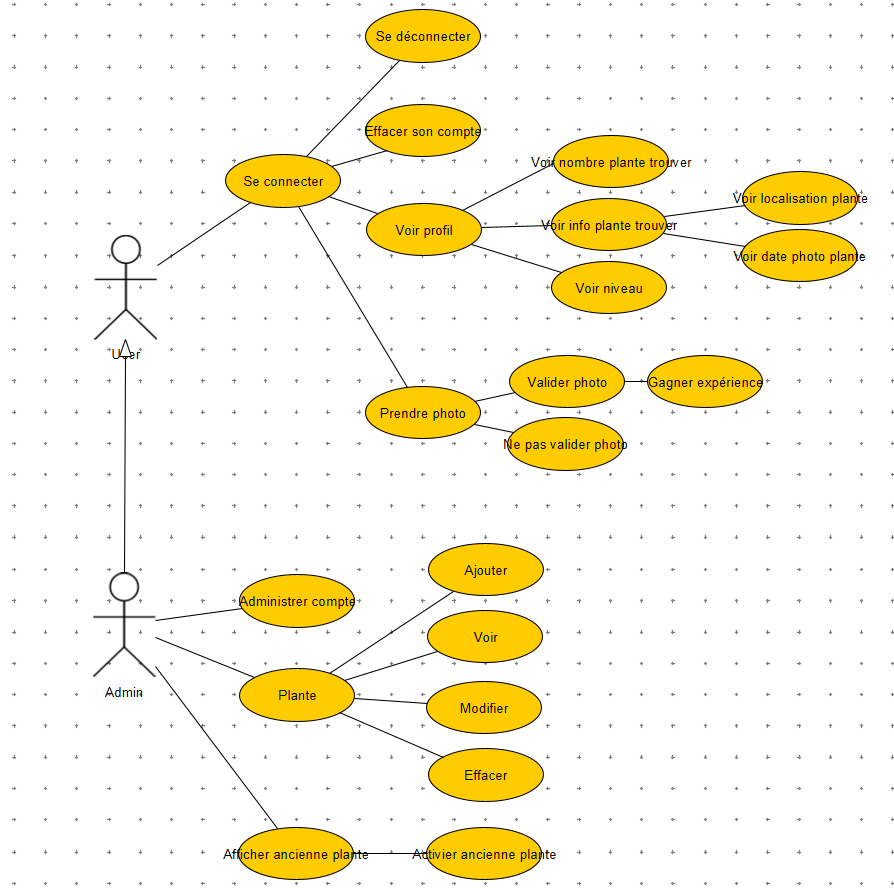 Se déconnecter
Effacer son compte
Voir nombre plante trouver
Se connecter
Voir localisation plante
Voir profil
Voir info plante trouver
Voir date photo plante
Voir niveau
User
Valider photo
Gagner expérience
Prendre photo
Ne pas valider photo
Ajouter
Administrer compte
Voir
Admin
Plante
Modifier
Effacer
Afficher ancienne plante
Activier ancienne plante